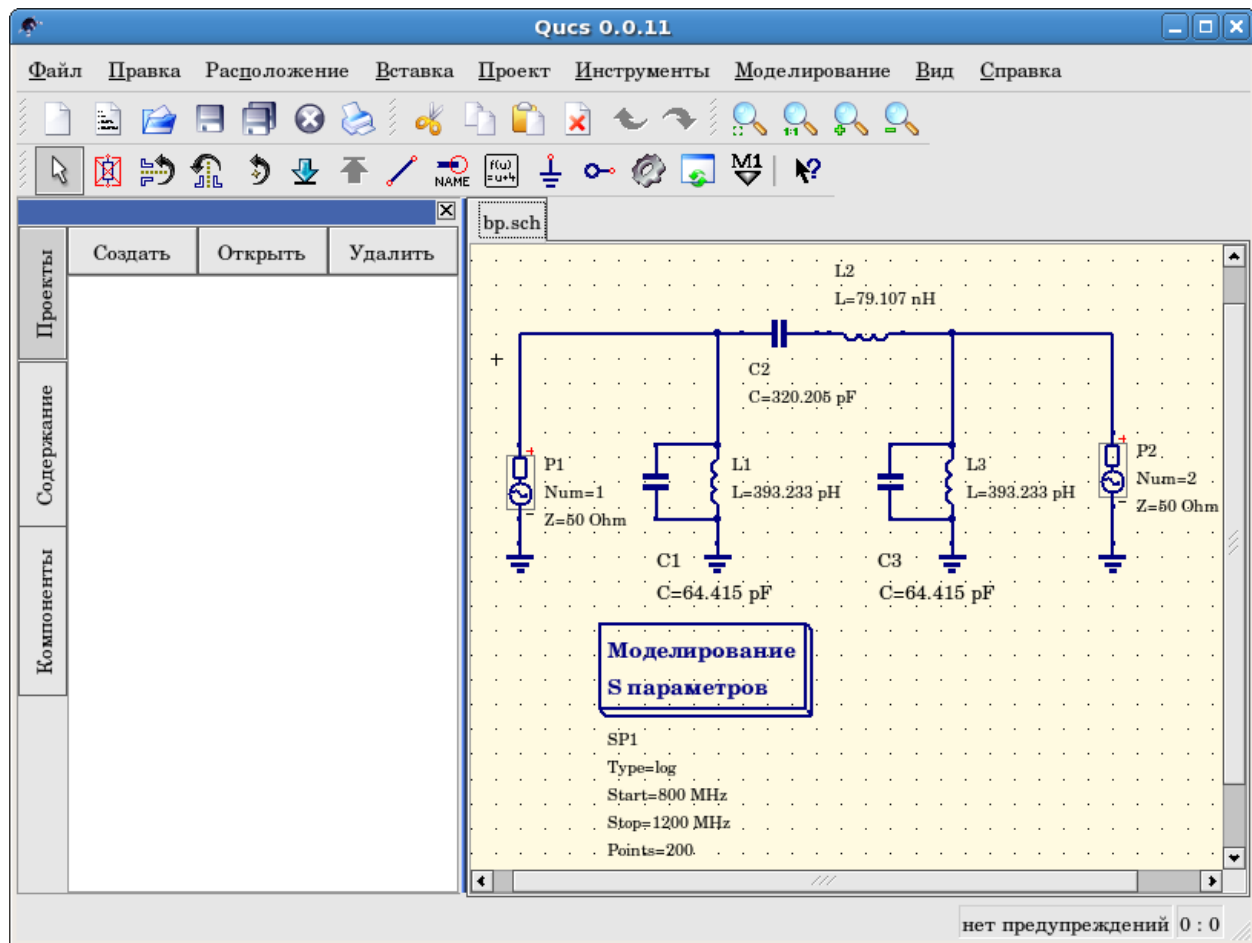 Qucs 0.0.11
Файл Правка Расположение Вставка Проект Инструменты Моделирование Вид Справка
1:1
NAME
f(u)
=u+4
M1
?
bp.sch
Создать Открыть Удалить
Проекты
Содержание
Компоненты
L2
L=79.107 nH
C2
C=320.205 pF
P1
Num=1
Z=50 Ohm
L1
L=393.233 pH
L3
L=393.233 pH
P2
Num=2
Z=50 Ohm
C1
C=64.415 pF
C3
C=64.415 pF
Моделирование
S параметров
SP1
Type=log
Start=800 MHz
Stop=1200 MHz
Points=200
нет предупреждений 0 : 0